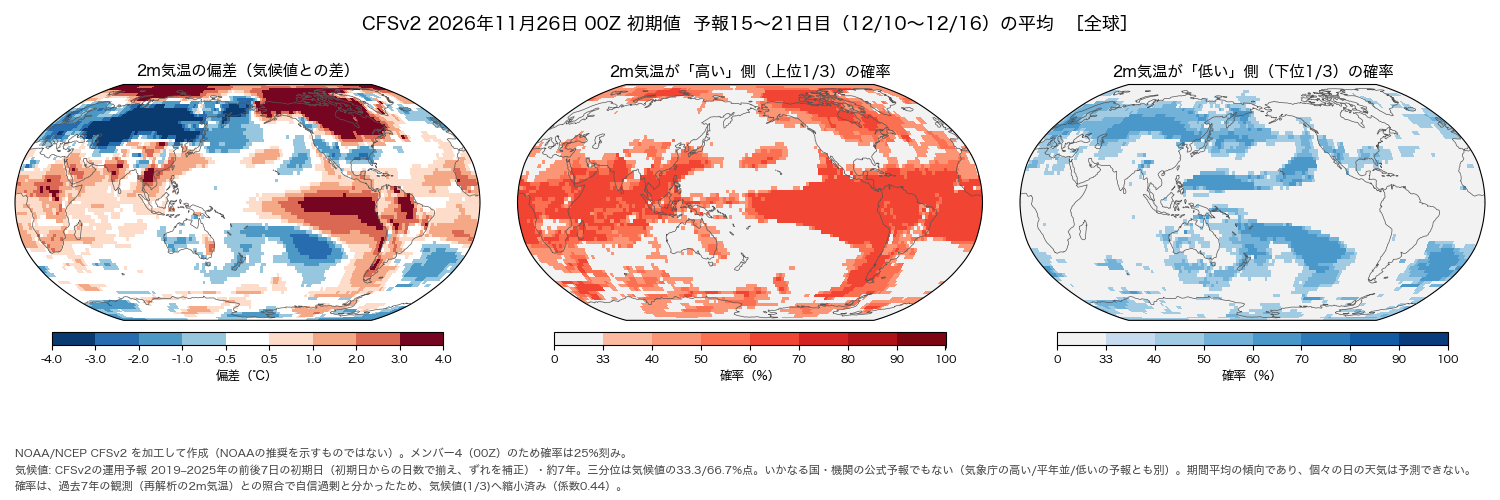 CFSv2 2026年11月26日 00Z 初期値　予報15〜21日目（12/10〜12/16）の平均　［全球］
2m気温の偏差（気候値との差）
2m気温が「高い」側（上位1/3）の確率
2m気温が「低い」側（下位1/3）の確率
-4.0 -3.0 -2.0 -1.0 -0.5 0.5 1.0 2.0 3.0 4.0
偏差（℃）
0 33 40 50 60 70 80 90 100
確率（%）
0 33 40 50 60 70 80 90 100
確率（%）
NOAA/NCEP CFSv2 を加工して作成（NOAAの推奨を示すものではない）。メンバー4（00Z）のため確率は25%刻み。
気候値: CFSv2の運用予報 2019–2025年の前後7日の初期日（初期日からの日数で揃え、ずれを補正）・約7年。三分位は気候値の33.3/66.7%点。いかなる国・機関の公式予報でもない（気象庁の高い/平年並/低いの予報とも別）。期間平均の傾向であり、個々の日の天気は予測できない。
確率は、過去7年の観測（再解析の2m気温）との照合で自信過剰と分かったため、気候値(1/3)へ縮小済み（係数0.44）。